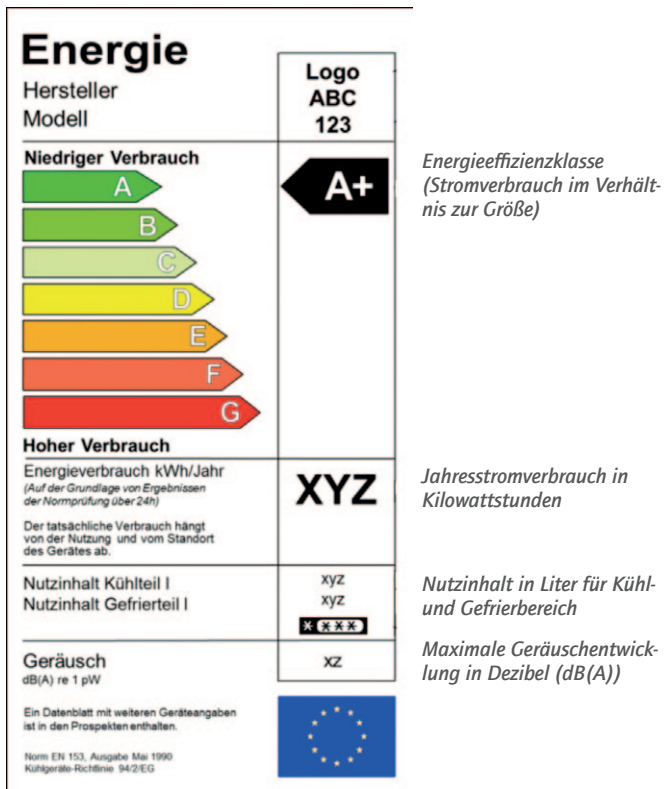 Energie
Hersteller
Modell
Logo
ABC
123
Niedriger Verbrauch
A
B
C
D
E
F
G
A+
Energieeffizienzklasse
(Stromverbrauch im Verhält-
nis zur Größe)
Hoher Verbrauch
Energieverbrauch kWh/Jahr
(Auf der Grundlage von Ergebnissen
der Normprüfung über 24h)
Der tatsächliche Verbrauch hängt
von der Nutzung und vom Standort
des Gerätes ab.
XYZ
Jahresstromverbrauch in
Kilowattstunden
Nutzinhalt Kühlteil l
Nutzinhalt Gefrierteil l
xyz
xyz
* ***
Nutzinhalt in Liter für Kühl-
und Gefrierbereich
Geräusch
dB(A) re 1 pW
xz
Maximale Geräuschentwick-
lung in Dezibel (dB(A))
Ein Datenblatt mit weiteren Geräteangaben
ist in den Prospekten enthalten.
Norm EN 153, Ausgabe Mai 1990
Kühlgeräte-Richtlinie 94/2/EG